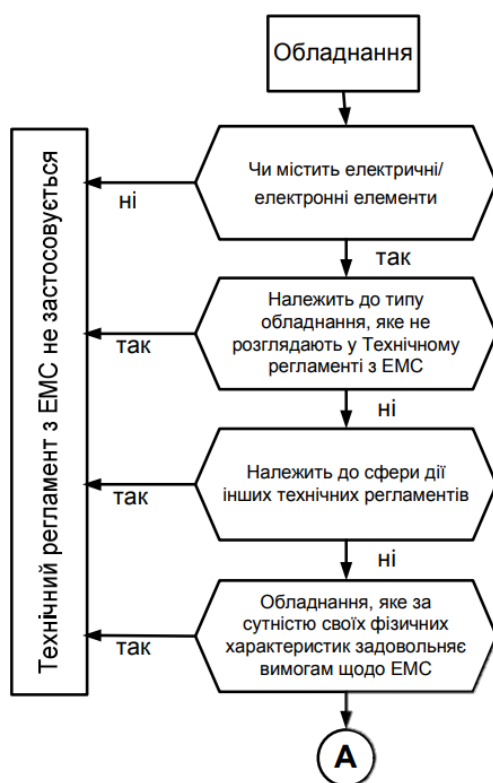 Обладнання
Чи містить електричні/
електронні елементи
ні
так
Належить до типу
обладнання, яке не
розглядають у Технічному
регламенті з ЕМС
так
ні
Належить до сфери дії
інших технічних регламентів
так
ні
Обладнання, яке за
сутністю своїх фізичних
характеристик задовольняє
вимогам щодо ЕМС
так
А
Технічний регламент з ЕМС не застосовується